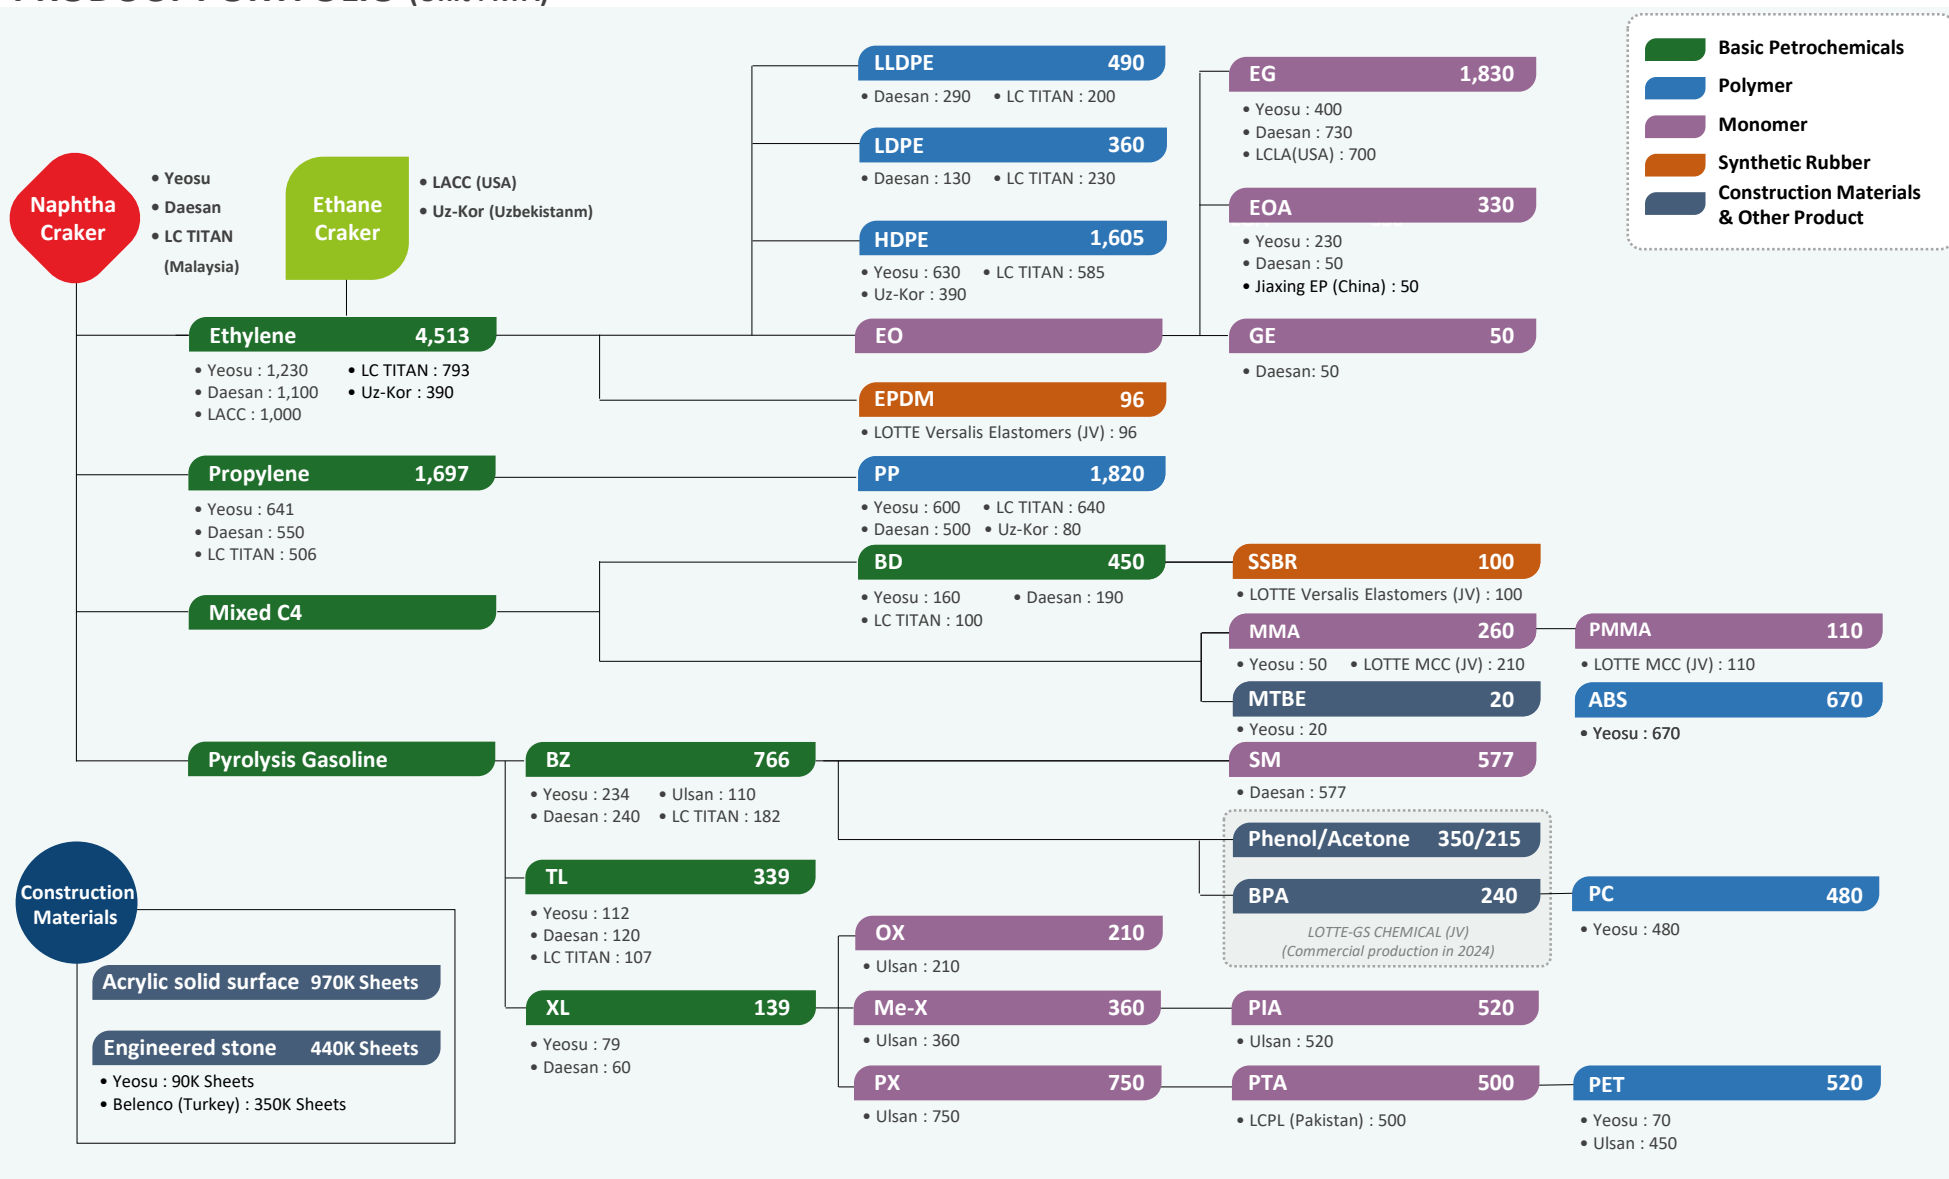 PRODUCT PORTFOLIO (Unit : KTA)
Basic Petrochemicals
Polymer
Monomer
Synthetic Rubber
Construction Materials
& Other Product
Naphtha
Craker
• Yeosu
• Daesan
• LC TITAN
(Malaysia)
Ethane
Craker
• LACC (USA)
• Uz-Kor (Uzbekistanm)
Ethylene 4,513
• Yeosu : 1,230 • LC TITAN : 793
• Daesan : 1,100 • Uz-Kor : 390
• LACC : 1,000
Propylene 1,697
• Yeosu : 641
• Daesan : 550
• LC TITAN : 506
Mixed C4
Pyrolysis Gasoline
LLDPE 490
• Daesan : 290 • LC TITAN : 200
LDPE 360
• Daesan : 130 • LC TITAN : 230
HDPE 1,605
• Yeosu : 630 • LC TITAN : 585
• Uz-Kor : 390
EO
EPDM 96
• LOTTE Versalis Elastomers (JV) : 96
PP 1,820
• Yeosu : 600 • LC TITAN : 640
• Daesan : 500 • Uz-Kor : 80
BD 450
• Yeosu : 160 • Daesan : 190
• LC TITAN : 100
EG 1,830
• Yeosu : 400
• Daesan : 730
• LCLA(USA) : 700
EOA 330
• Yeosu : 230
• Daesan : 50
• Jiaxing EP (China) : 50
GE 50
• Daesan: 50
SSBR 100
• LOTTE Versalis Elastomers (JV) : 100
MMA 260
• Yeosu : 50 • LOTTE MCC (JV) : 210
PMMA 110
• LOTTE MCC (JV) : 110
MTBE 20
• Yeosu : 20
ABS 670
• Yeosu : 670
BZ 766
• Yeosu : 234 • Ulsan : 110
• Daesan : 240 • LC TITAN : 182
SM 577
• Daesan : 577
Phenol/Acetone 350/215
BPA 240
LOTTE-GS CHEMICAL (JV)
(Commercial production in 2024)
PC 480
• Yeosu : 480
TL 339
• Yeosu : 112
• Daesan : 120
• LC TITAN : 107
XL 139
• Yeosu : 79
• Daesan : 60
OX 210
• Ulsan : 210
Me-X 360
• Ulsan : 360
PX 750
• Ulsan : 750
PIA 520
• Ulsan : 520
PTA 500
• LCPL (Pakistan) : 500
PET 520
• Yeosu : 70
• Ulsan : 450
Construction
Materials
Acrylic solid surface 970K Sheets
Engineered stone 440K Sheets
• Yeosu : 90K Sheets
• Belenco (Turkey) : 350K Sheets